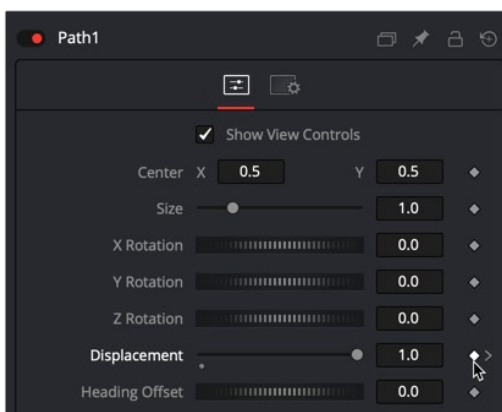 Path1
Show View Controls
Center X 0.5 Y 0.5
Size 1.0
X Rotation 0.0
Y Rotation 0.0
Z Rotation 0.0
Displacement 1.0
Heading Offset 0.0